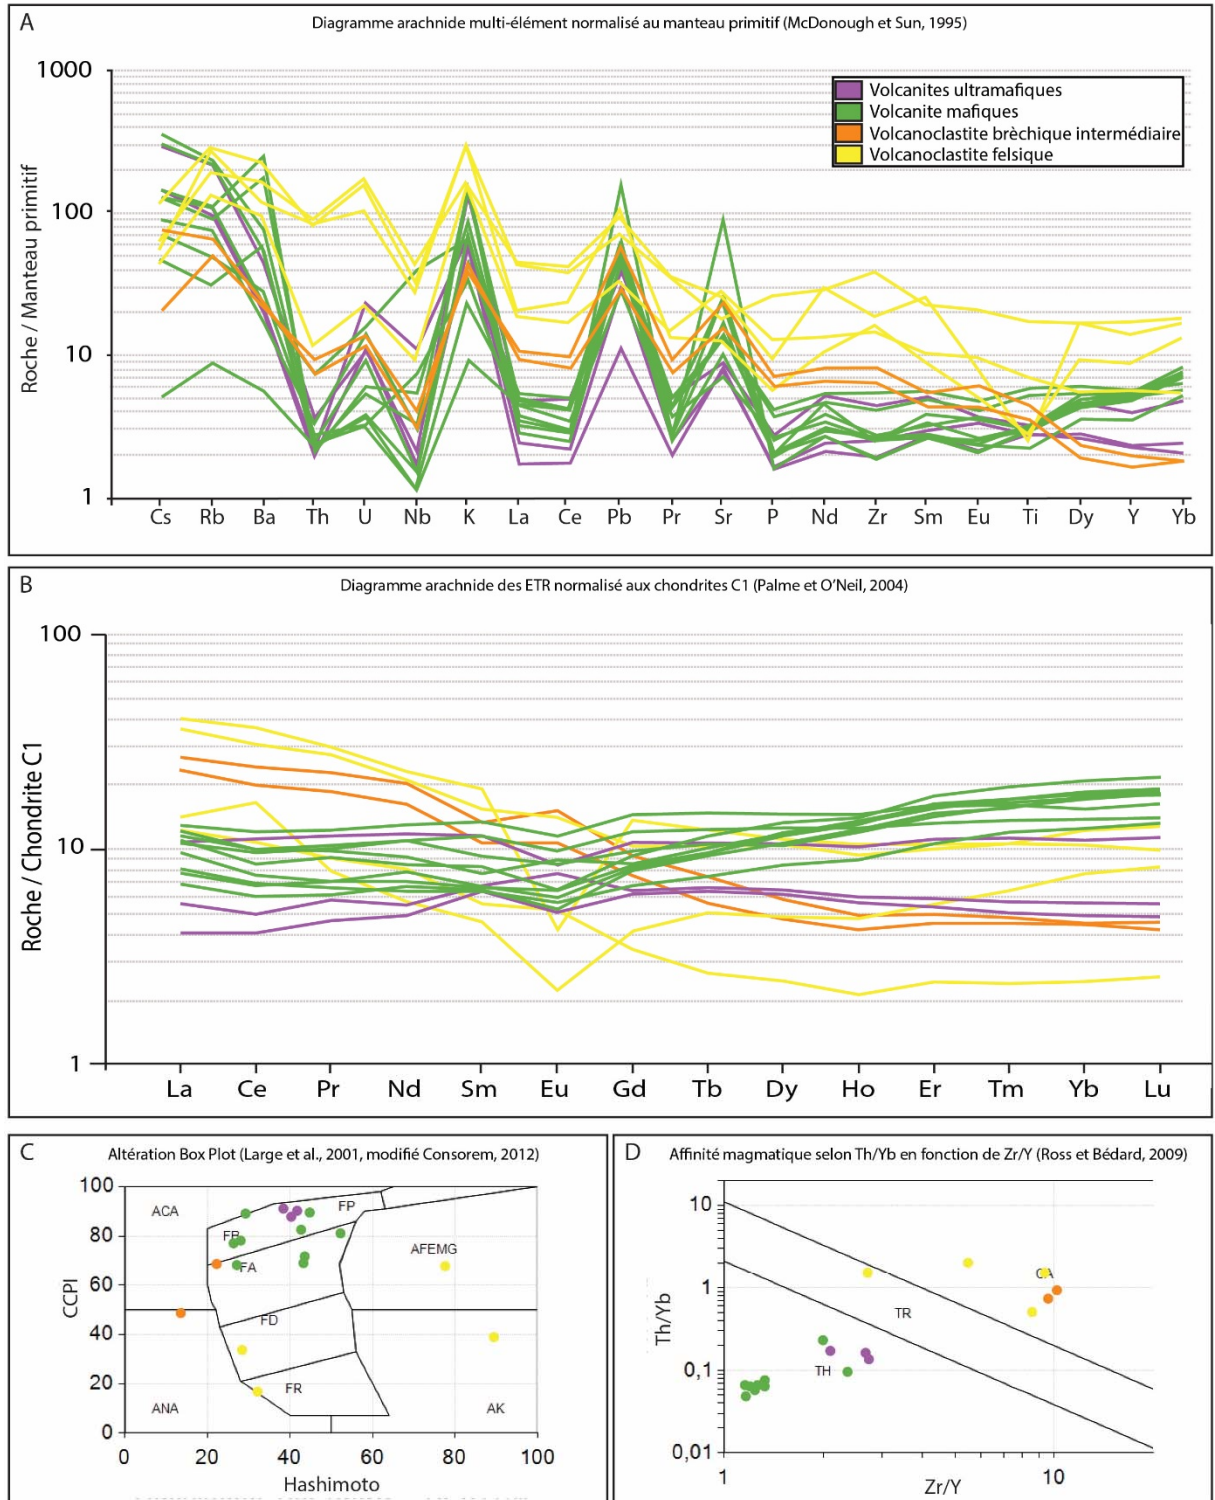 A
Diagramme arachnide multi-élément normalisé au manteau primitif (McDonough et Sun, 1995)
1000
100
10
1
Roche / Manteau primitif
Volcanites ultramafiques
Volcanite mafiques
Volcanoclastite brèchique intermédiaire
Volcanoclastite felsique
Cs Rb Ba Th U Nb K La Ce Pb Pr Sr P Nd Zr Sm Eu Ti Dy Y Yb
B
Diagramme arachnide des ETR normalisé aux chondrites C1 (Palme et O'Neil, 2004)
100
10
1
Roche / Chondrite C1
La Ce Pr Nd Sm Eu Gd Tb Dy Ho Er Tm Yb Lu
C
Altération Box Plot (Large et al., 2001, modifié Consorem, 2012)
100
80
60
40
20
0
CCPI
ACA
FP
FB
FA
AFEMG
FD
FR
ANA
AK
0 20 40 60 80 100
Hashimoto
D
Affinité magmatique selon Th/Yb en fonction de Zr/Y (Ross et Bédard, 2009)
10
1
0,1
0,01
Th/Yb
CA
TR
TH
1 10
Zr/Y